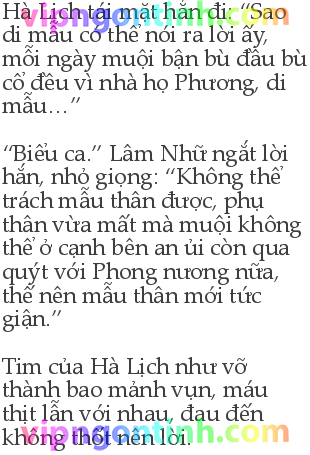 Hà Lịch tái mặt hẳn đi: “Sao
di mẫu có thể nói ra lời ấy,
mỗi ngày muội bận bù đầu bù
cổ đều vì nhà họ Phương, di
mẫu…”
“Biểu ca.” Lâm Nhữ ngắt lời
hắn, nhỏ giọng: “Không thể
trách mẫu thân được, phụ
thân vừa mất mà muội không
thể ở cạnh bên an ủi còn qua
quýt với Phong nương nữa,
thế nên mẫu thân mới tức
giận.”
Tim của Hà Lịch như vỡ
thành bao mảnh vụn, máu
thịt lẫn với nhau, đau đến
không thốt nên lời.
vipngontinh.com
vipngontinh.com